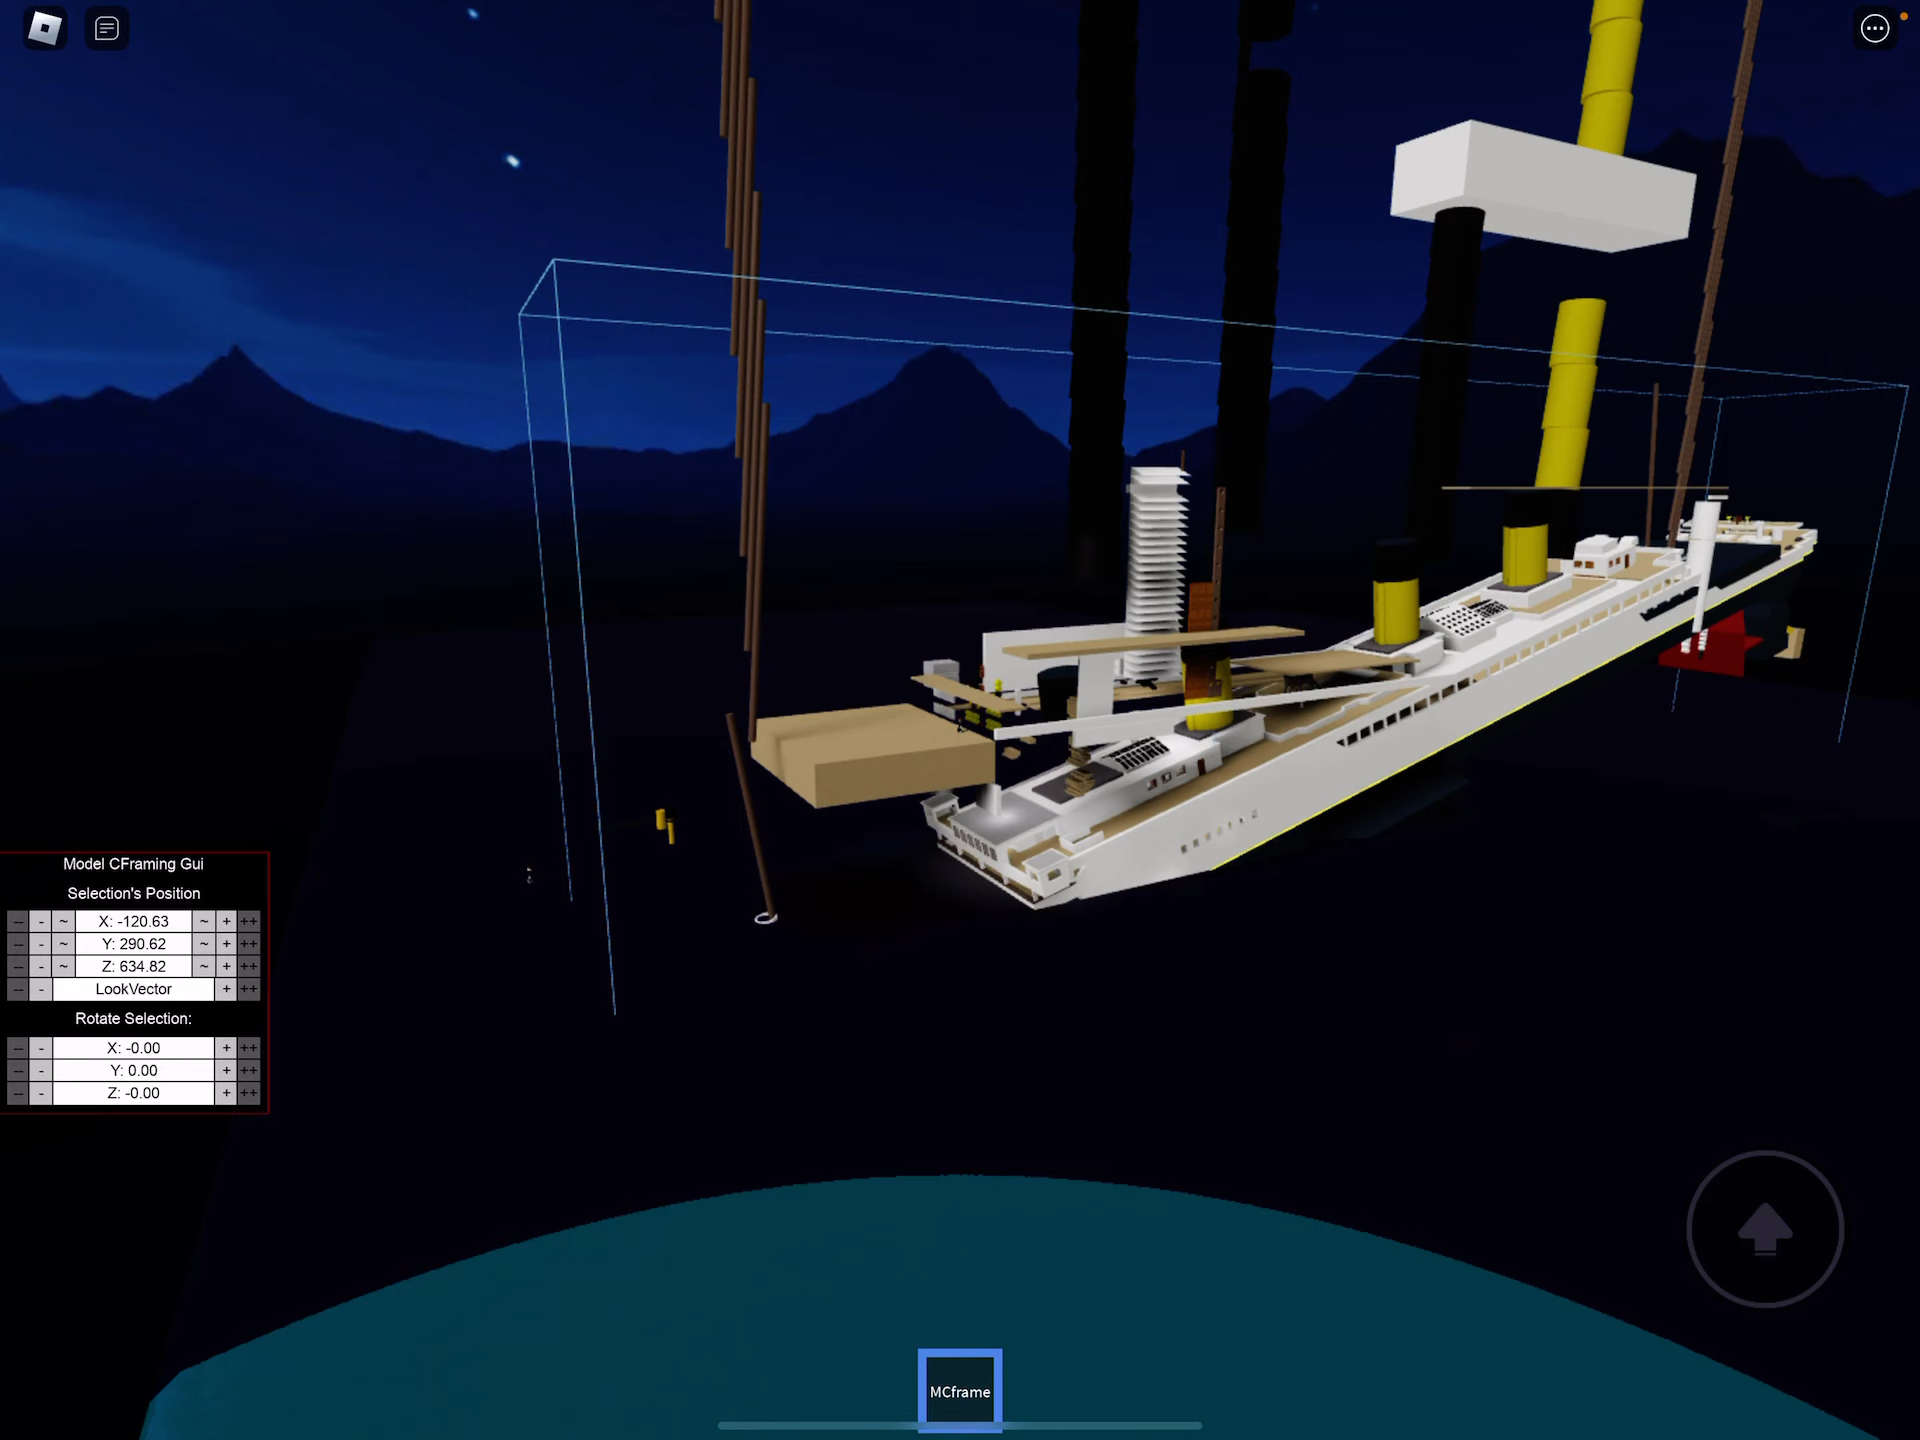 Model CFraming Gui
Selection's Position
-- - ~ X: -120.63 ~ + ++
-- - ~ Y: 290.62 ~ + ++
-- - ~ Z: 634.82 ~ + ++
-- - LookVector + ++
Rotate Selection:
-- - X: -0.00 + ++
-- - Y: 0.00 + ++
-- - Z: -0.00 + ++
MCframe